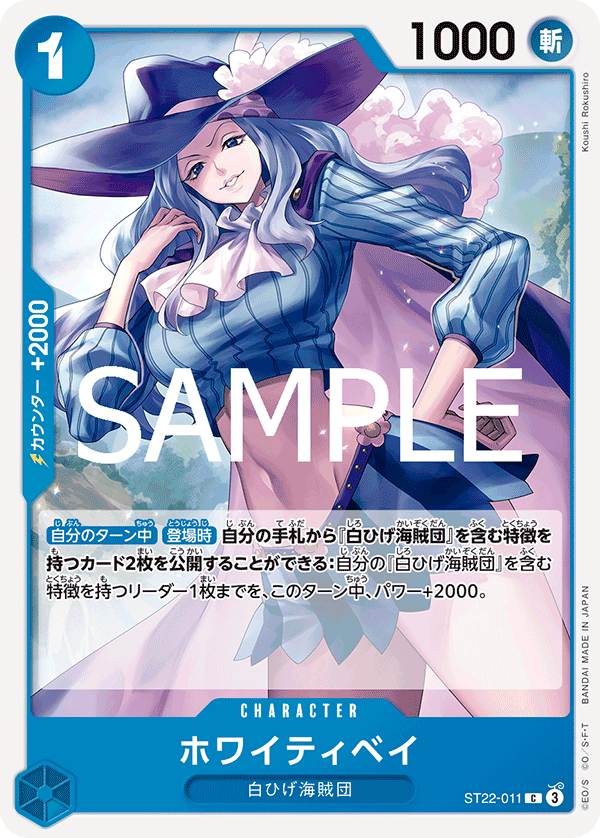 1
1000
斬
Koushi Rokushiro
カウンター +2000
SAMPLE
自分のターン中 登場時 自分の手札から『白ひげ海賊団』を含む特徴を
持つカード2枚を公開することができる:自分の『白ひげ海賊団』を含む
特徴を持つリーダー1枚までを、このターン中、パワー+2000。
CHARACTER
ホワイティベイ
白ひげ海賊団
ST22-011 C 3
©E.O/S ©O/S・F・T BANDAI MADE IN JAPAN